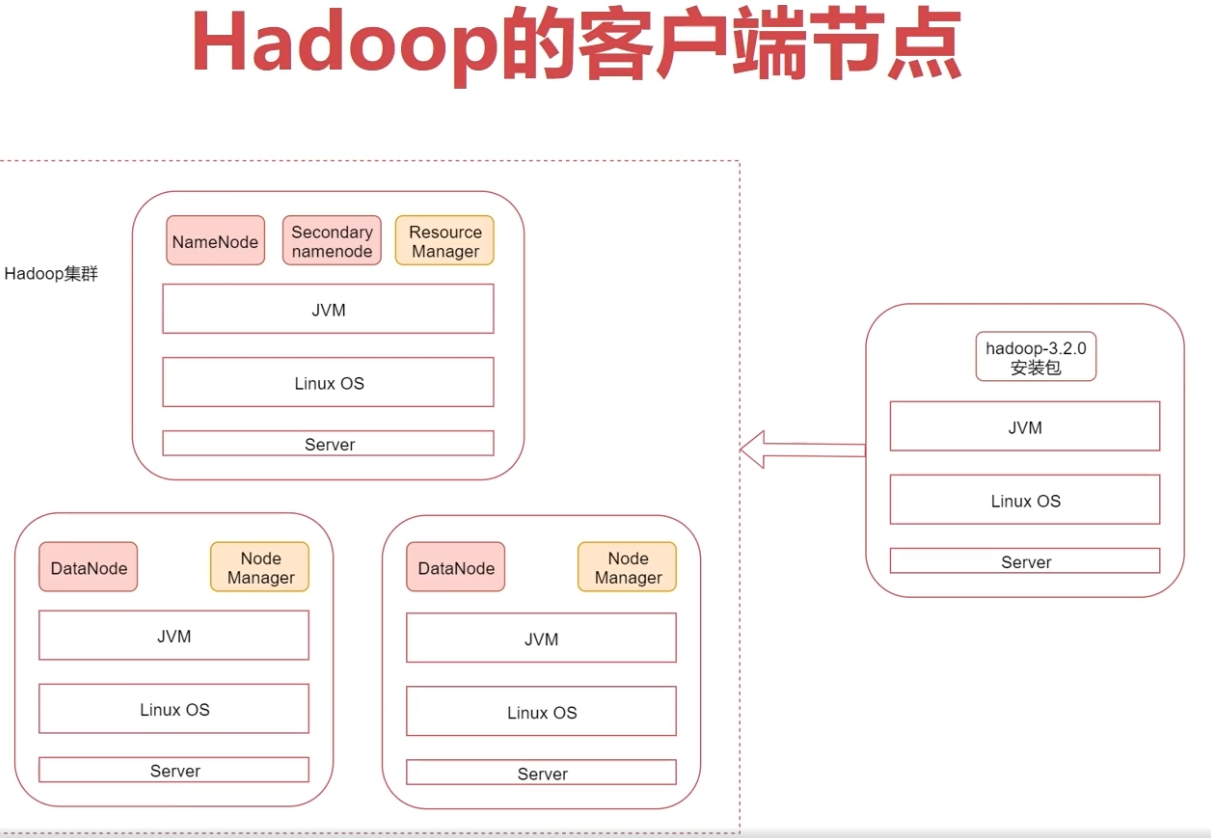 Hadoop的客户端节点
Hadoop集群
NameNode
Secondary
namenode
Resource
Manager
JVM
Linux OS
Server
DataNode
Node
Manager
JVM
Linux OS
Server
DataNode
Node
Manager
JVM
Linux OS
Server
hadoop-3.2.0
安装包
JVM
Linux OS
Server